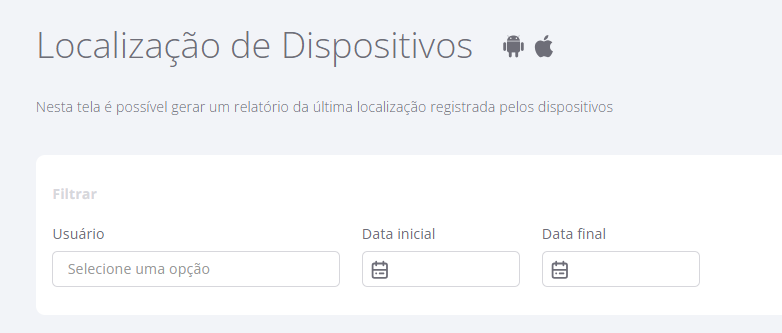 Localização de Dispositivos
Nesta tela é possível gerar um relatório da última localização registrada pelos dispositivos
Filtrar
Usuário
Data inicial
Data final
Selecione uma opção